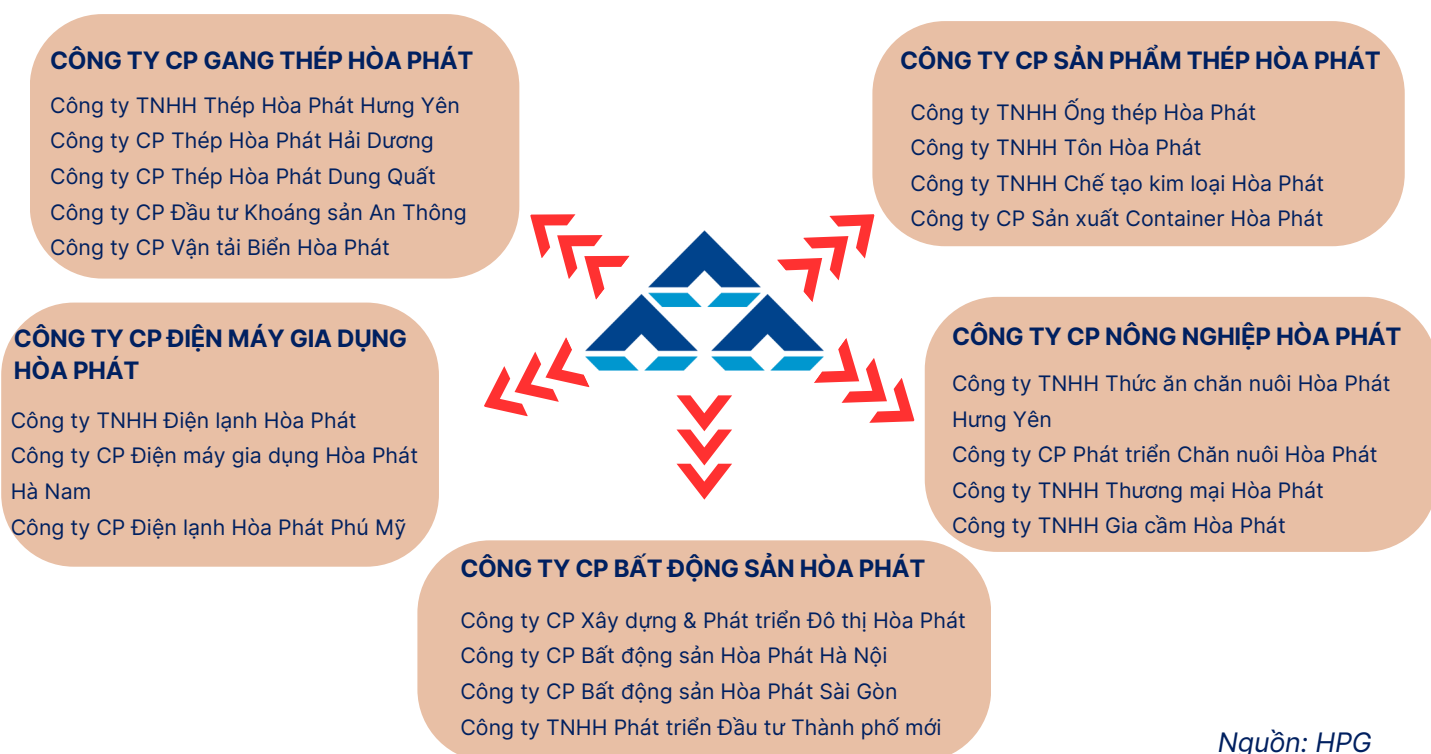 CÔNG TY CP GANG THÉP HÒA PHÁT
Công ty TNHH Thép Hòa Phát Hưng Yên
Công ty CP Thép Hòa Phát Hải Dương
Công ty CP Thép Hòa Phát Dung Quất
Công ty CP Đầu tư Khoáng sản An Thông
Công ty CP Vận tải Biển Hòa Phát
CÔNG TY CP SẢN PHẨM THÉP HÒA PHÁT
Công ty TNHH Ống thép Hòa Phát
Công ty TNHH Tôn Hòa Phát
Công ty TNHH Chế tạo kim loại Hòa Phát
Công ty CP Sản xuất Container Hòa Phát
CÔNG TY CP ĐIỆN MÁY GIA DỤNG
HÒA PHÁT
Công ty TNHH Điện lạnh Hòa Phát
Công ty CP Điện máy gia dụng Hòa Phát
Hà Nam
Công ty CP Điện lạnh Hòa Phát Phú Mỹ
CÔNG TY CP NÔNG NGHIỆP HÒA PHÁT
Công ty TNHH Thức ăn chăn nuôi Hòa Phát
Hưng Yên
Công ty CP Phát triển Chăn nuôi Hòa Phát
Công ty TNHH Thương mại Hòa Phát
Công ty TNHH Gia cầm Hòa Phát
CÔNG TY CP BẤT ĐỘNG SẢN HÒA PHÁT
Công ty CP Xây dựng & Phát triển Đô thị Hòa Phát
Công ty CP Bất động sản Hòa Phát Hà Nội
Công ty CP Bất động sản Hòa Phát Sài Gòn
Công ty TNHH Phát triển Đầu tư Thành phố mới
Nguồn: HPG